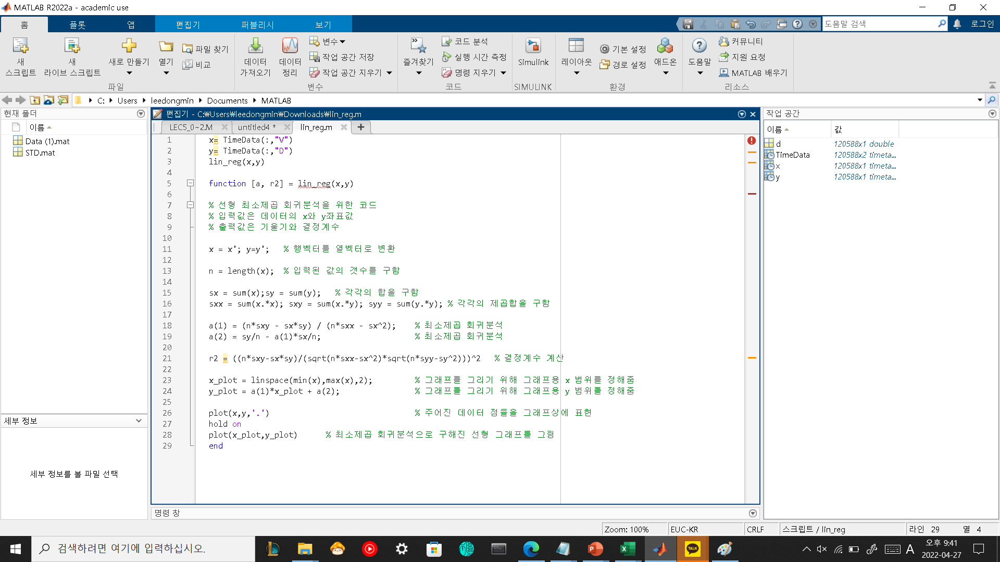 MATLAB R2022a - academic use
홈 플롯 앱 편집기 퍼블리시 보기
도움말 검색
로그인
새 스크립트
새 라이브 스크립트
새로 만들기
열기
파일 찾기
비교
파일
데이터 가져오기
데이터 정리
변수
작업 공간 저장
작업 공간 지우기
변수
즐겨찾기
코드 분석
실행 시간 측정
명령 지우기
코드
Simulink
SIMULINK
레이아웃
기본 설정
경로 설정
애드온
환경
도움말
커뮤니티
지원 요청
MATLAB 배우기
리소스
C: Users leedongmin Documents MATLAB
현재 폴더
이름
Data (1).mat
STD.mat
세부 정보
세부 정보를 볼 파일 선택
편집기 - C:₩Users₩leedongmin₩Downloads₩lin_reg.m
LEC5_0~2.M untitled4 * lin_reg.m
1 x= TimeData(:,"V")
2 y= TimeData(:,"D")
3 lin_reg(x,y)
4
5 function [a, r2] = lin_reg(x,y)
6
7 % 선형 최소제곱 회귀분석을 위한 코드
8 % 입력값은 데이터의 x와 y좌표값
9 % 출력값은 기울기와 결정계수
10
11 x = x'; y=y'; % 행벡터를 열벡터로 변환
12
13 n = length(x); % 입력된 값의 갯수를 구함
14
15 sx = sum(x);sy = sum(y); % 각각의 합을 구함
16 sxx = sum(x.*x); sxy = sum(x.*y); syy = sum(y.*y); % 각각의 제곱합을 구함
17
18 a(1) = (n*sxy - sx*sy) / (n*sxx - sx^2); % 최소제곱 회귀분석
19 a(2) = sy/n - a(1)*sx/n; % 최소제곱 회귀분석
20
21 r2 = ((n*sxy-sx*sy)/(sqrt(n*sxx-sx^2)*sqrt(n*syy-sy^2)))^2 % 결정계수 계산
22
23 x_plot = linspace(min(x),max(x),2); % 그래프를 그리기 위해 그래프용 x 범위를 정해줌
24 y_plot = a(1)*x_plot + a(2); % 그래프를 그리기 위해 그래프용 y 범위를 정해줌
25
26 plot(x,y,'.') % 주어진 데이터 점들을 그래프상에 표현
27 hold on
28 plot(x_plot,y_plot) % 최소제곱 회귀분석으로 구해진 선형 그래프를 그림
29 end
명령 창
작업 공간
이름 값
d 120588x1 double
TimeData 120588x2 timeta...
x 120588x1 timeta...
y 120588x1 timeta...
Zoom: 100% EUC-KR CRLF 스크립트 / lin_reg 라인 29 열 4
검색하려면 여기에 입력하십시오.
TALK
A
오후 9:41
2022-04-27